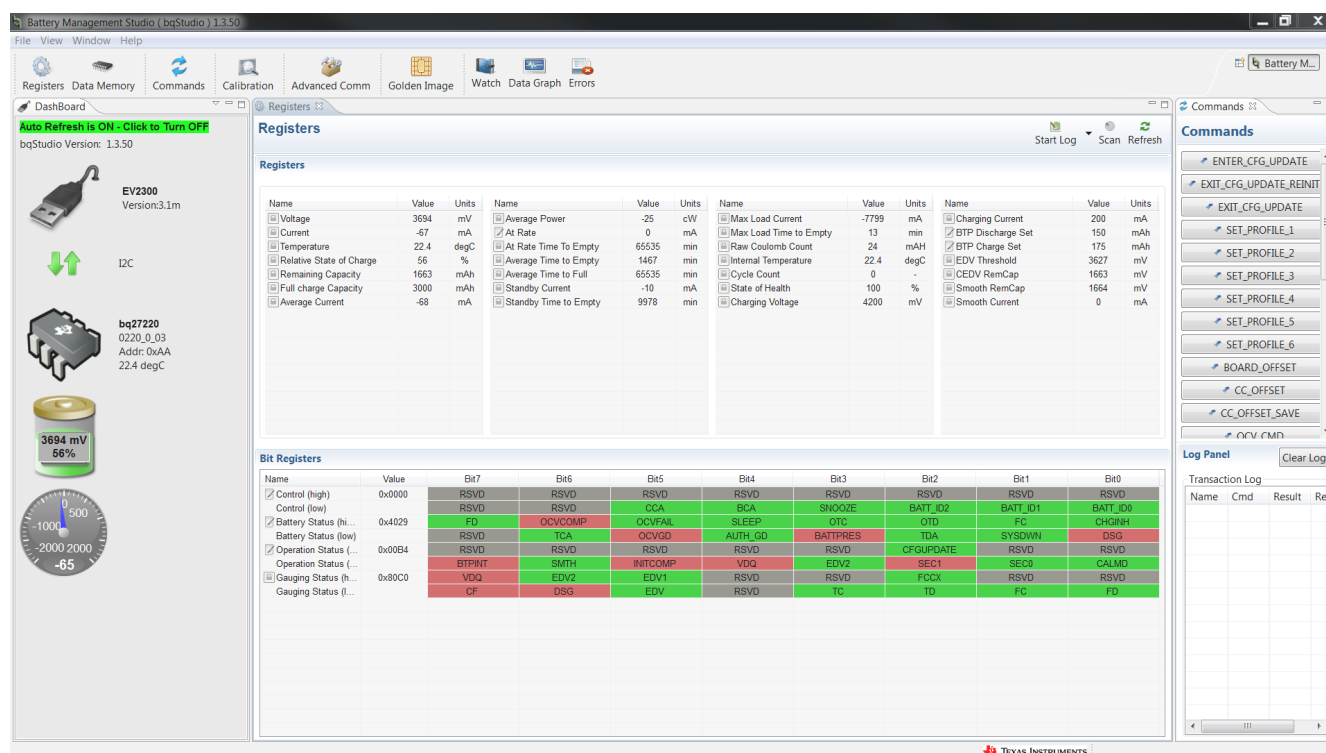 Battery Management Studio ( bqStudio ) 1.3.50
File View Window Help
Registers Data Memory Commands Calibration Advanced Comm Golden Image Watch Data Graph Errors
Battery M...
DashBoard
Auto Refresh is ON - Click to Turn OFF
bqStudio Version: 1.3.50
EV2300
Version:3.1m
I2C
bq27220
0220_0_03
Addr: 0xAA
22.4 degC
3694 mV
56%
0
500
-1000
-2000 2000
-65
Registers
Registers
Start Log Scan Refresh
Registers
Name Value Units Name Value Units Name Value Units Name Value Units
Voltage 3694 mV Average Power -25 cW Max Load Current -7799 mA Charging Current 200 mA
Current -67 mA At Rate 0 mA Max Load Time to Empty 13 min BTP Discharge Set 150 mAh
Temperature 22.4 degC At Rate Time To Empty 65535 min Raw Coulomb Count 24 mAH BTP Charge Set 175 mAh
Relative State of Charge 56 % Average Time to Empty 1467 min Internal Temperature 22.4 degC EDV Threshold 3627 mV
Remaining Capacity 1663 mAh Average Time to Full 65535 min Cycle Count 0 - CEDV RemCap 1663 mV
Full charge Capacity 3000 mAh Standby Current -10 mA State of Health 100 % Smooth RemCap 1664 mV
Average Current -68 mA Standby Time to Empty 9978 min Charging Voltage 4200 mV Smooth Current 0 mA
Bit Registers
Name Value Bit7 Bit6 Bit5 Bit4 Bit3 Bit2 Bit1 Bit0
Control (high) 0x0000 RSVD RSVD RSVD RSVD RSVD RSVD RSVD RSVD
Control (low) RSVD RSVD CCA BCA SNOOZE BATT_ID2 BATT_ID1 BATT_ID0
Battery Status (hi... 0x4029 FD OCVCOMP OCVFAIL SLEEP OTC OTD FC CHGINH
Battery Status (low) RSVD TCA OCVGD AUTH_GD BATTPRES TDA SYSDWN DSG
Operation Status (... 0x00B4 RSVD RSVD RSVD RSVD RSVD CFGUPDATE RSVD RSVD
Operation Status (... BTPINT SMTH INITCOMP VDQ EDV2 SEC1 SEC0 CALMD
Gauging Status (h... 0x80C0 VDQ EDV2 EDV1 RSVD RSVD FCCX RSVD RSVD
Gauging Status (l... CF DSG EDV RSVD TC TD FC FD
Commands
Commands
ENTER_CFG_UPDATE
EXIT_CFG_UPDATE_REINIT
EXIT_CFG_UPDATE
SET_PROFILE_1
SET_PROFILE_2
SET_PROFILE_3
SET_PROFILE_4
SET_PROFILE_5
SET_PROFILE_6
BOARD_OFFSET
CC_OFFSET
CC_OFFSET_SAVE
OCV_CMD
Log Panel
Clear Log
Transaction Log
Name Cmd Result Re
TEXAS INSTRUMENTS